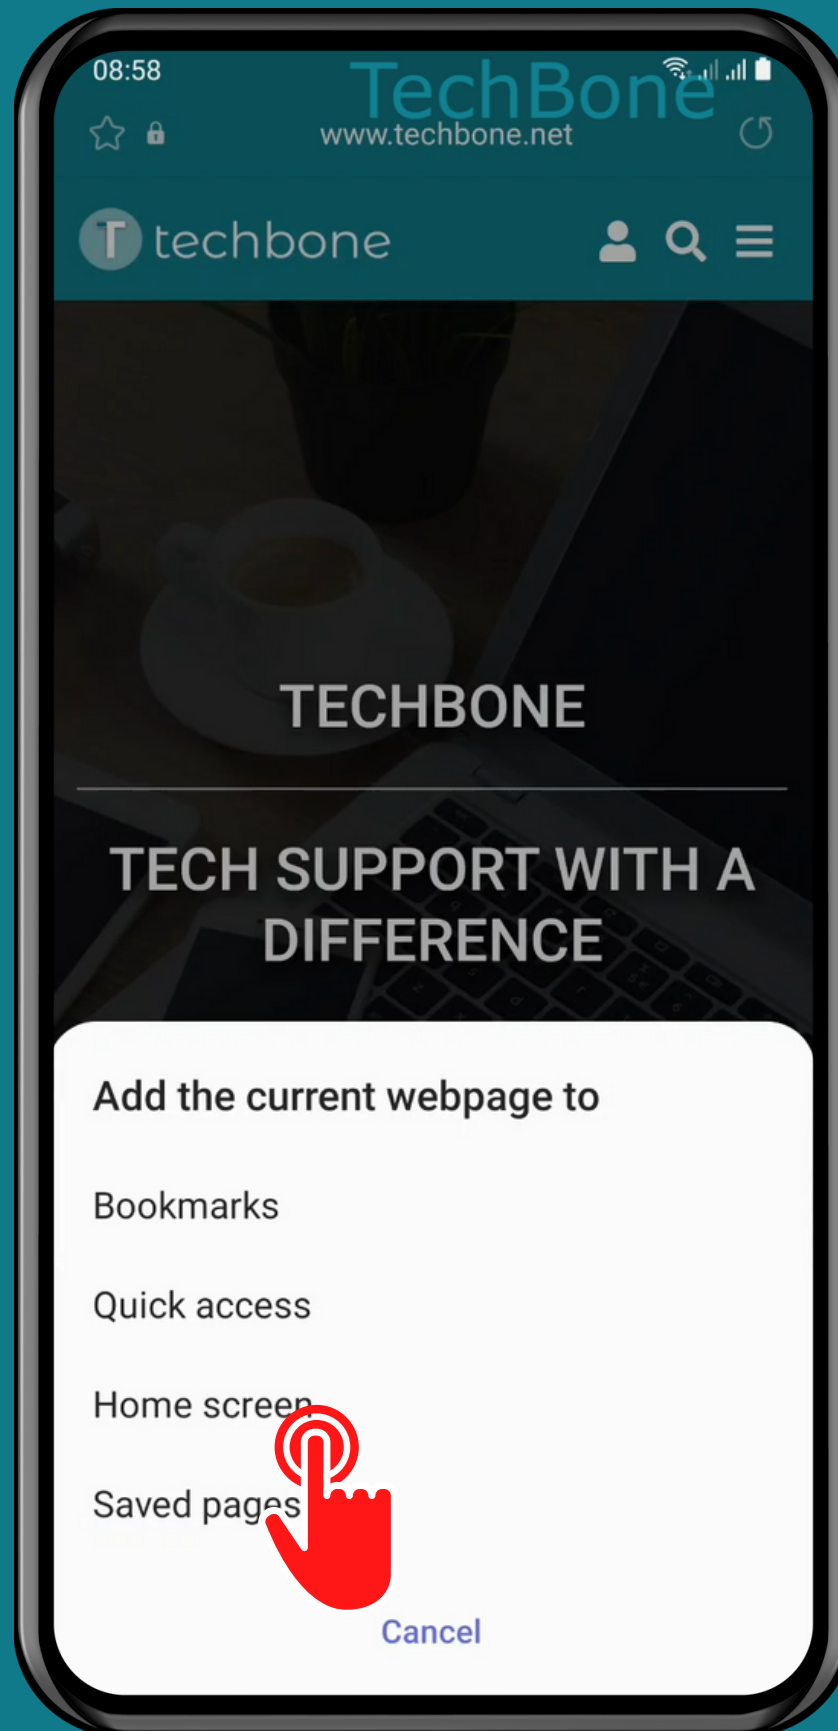 08:58
TechBone
www.techbone.net
T techbone
TECHBONE
TECH SUPPORT WITH A
DIFFERENCE
Add the current webpage to
Bookmarks
Quick access
Home screen
Saved pages
Cancel